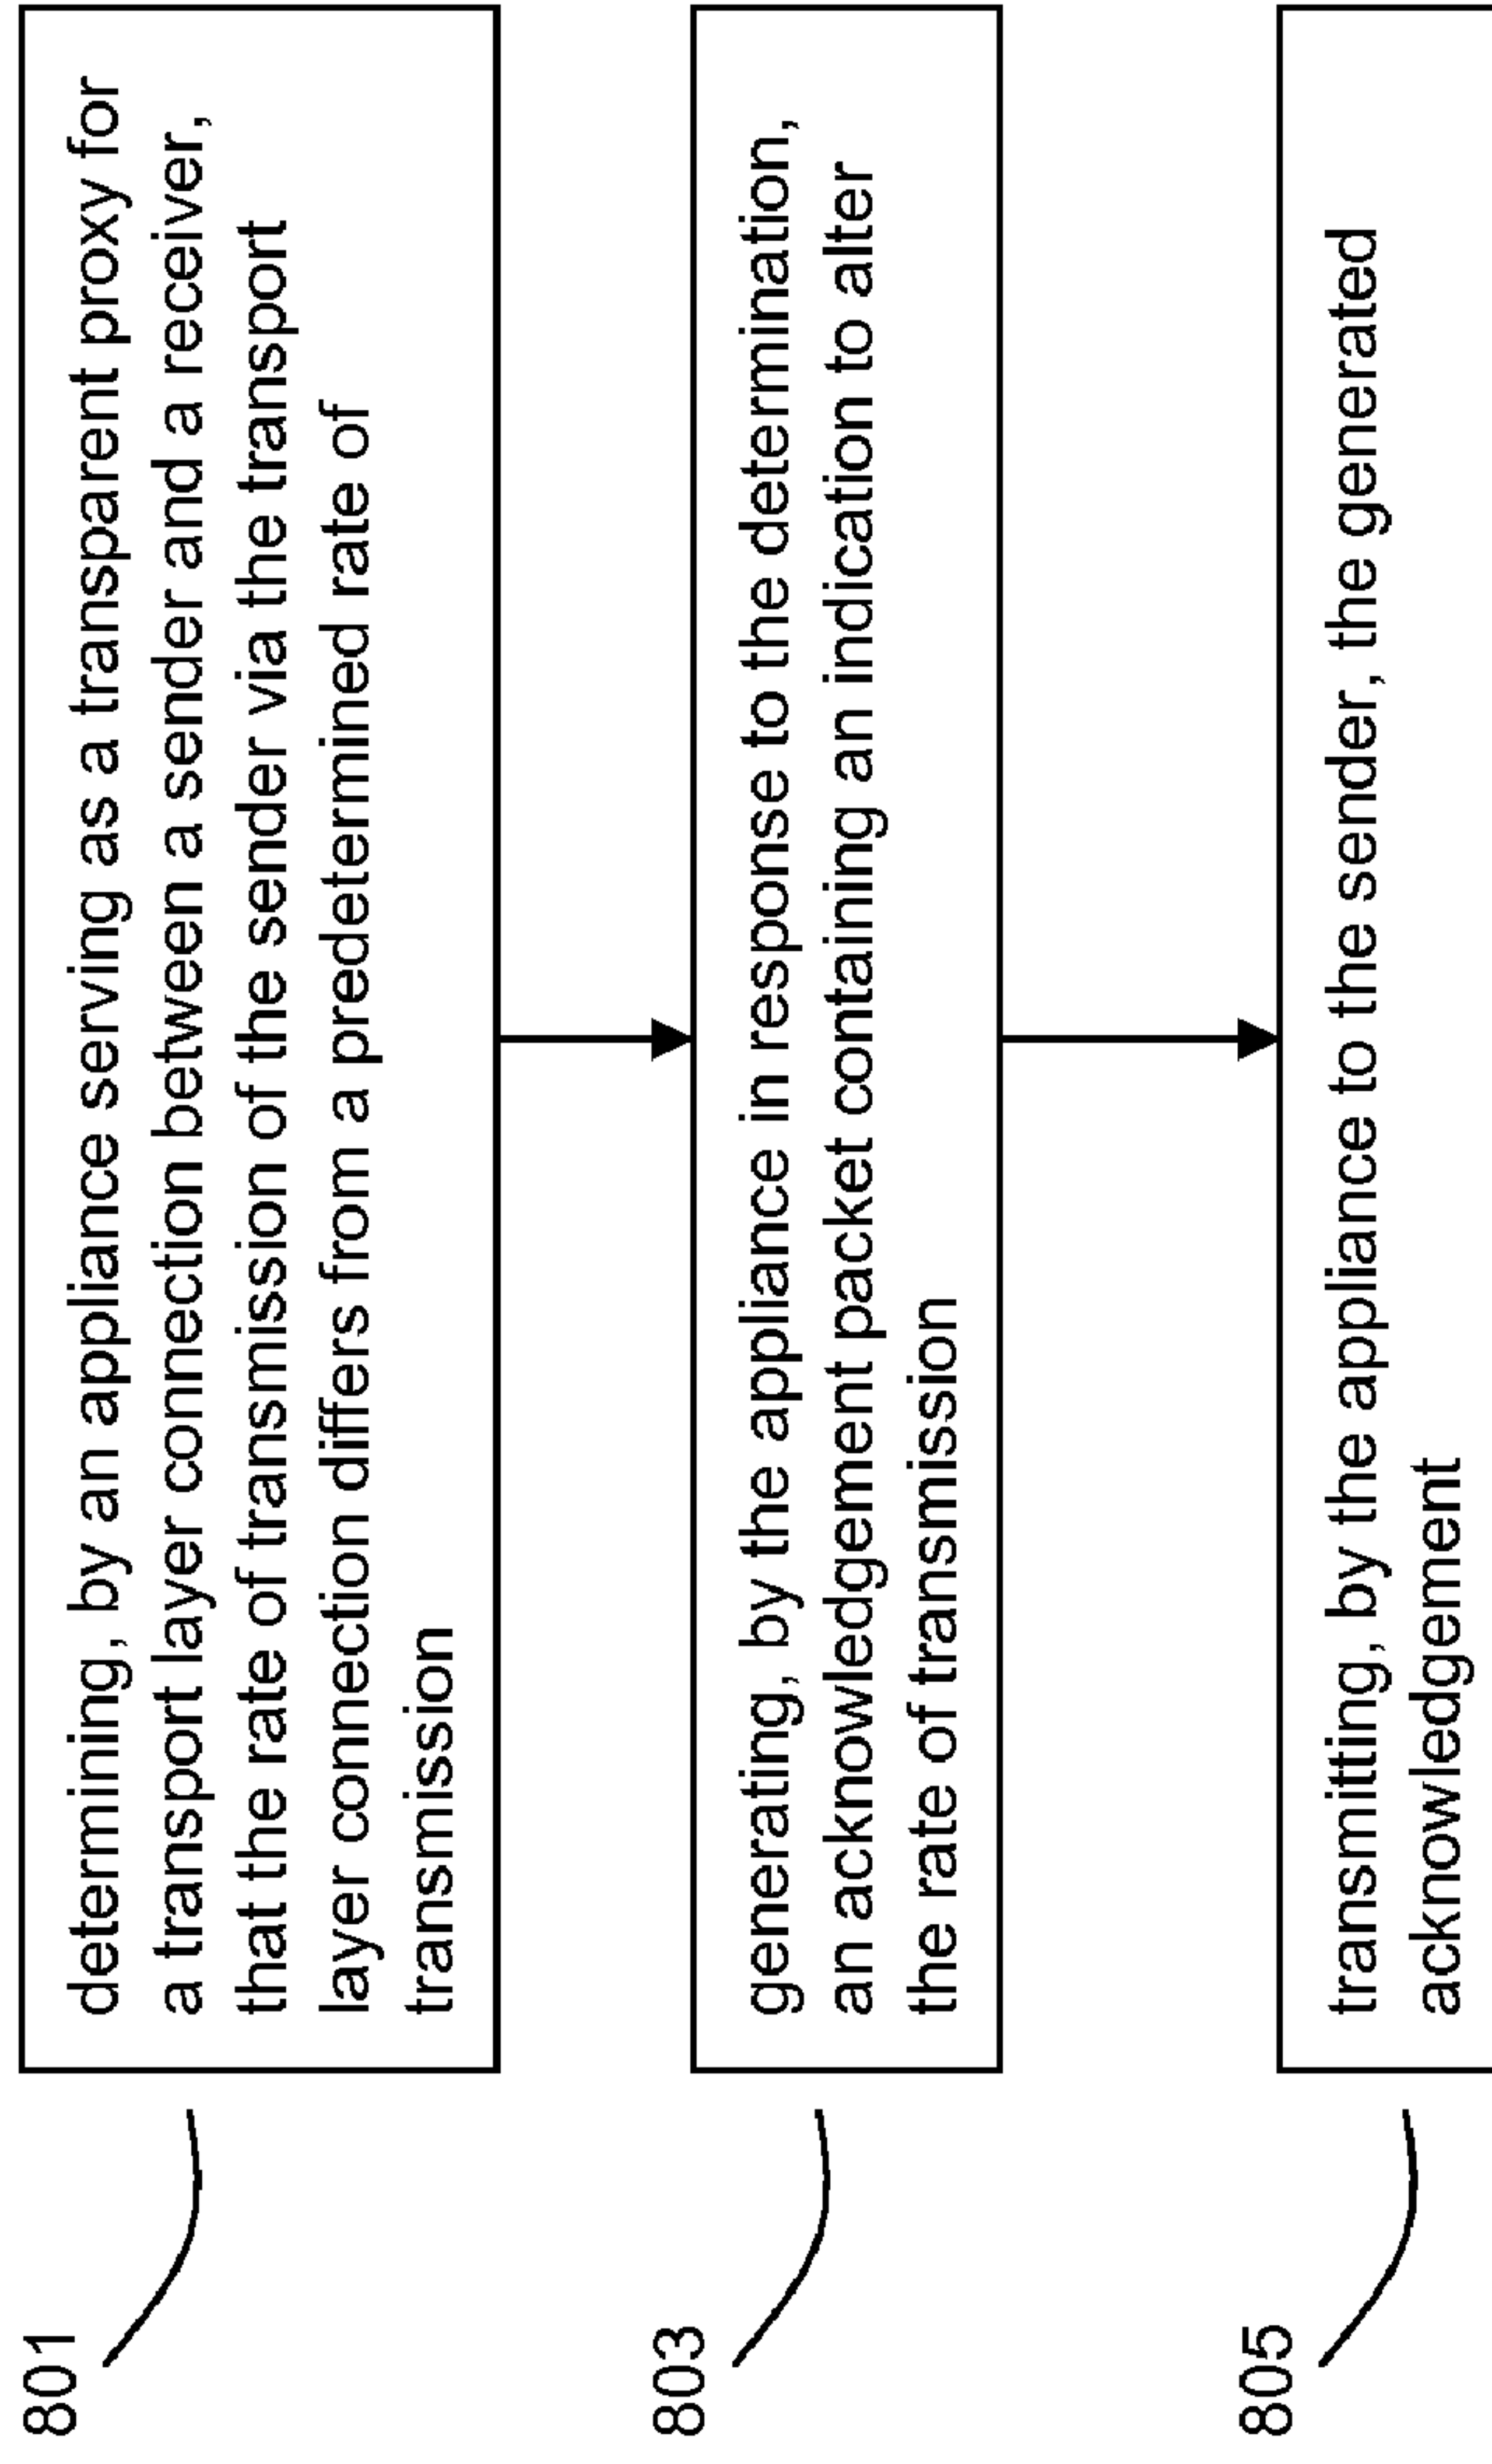 801
determining, by an appliance serving as a transparent proxy for
a transport layer connection between a sender and a receiver,
that the rate of transmission of the sender via the transport
layer connection differs from a predetermined rate of
transmission
803
generating, by the appliance in response to the determination,
an acknowledgement packet containing an indication to alter
the rate of transmission
805
transmitting, by the appliance to the sender, the generated
acknowledgement